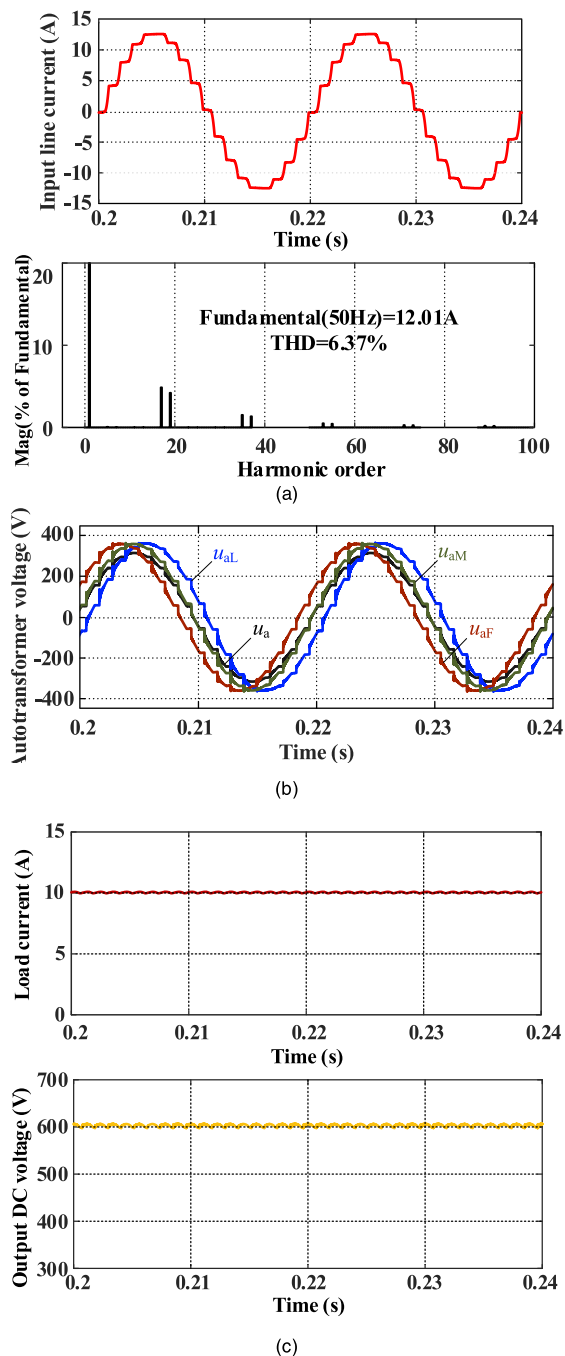 Input line current (A)
15
10
5
0
-5
-10
-15
0.2
0.21
0.22
0.23
0.24
Time (s)
Mag(% of Fundamental)
20
10
0
Fundamental(50Hz)=12.01A
THD=6.37%
0
20
40
60
80
100
Harmonic order
(a)
Autotransformer voltage (V)
400
200
0
-200
-400
uaL
uaM
ua
uaF
0.2
0.21
0.22
0.23
0.24
Time (s)
(b)
Load current (A)
15
10
5
0
0.2
0.21
0.22
0.23
0.24
Time (s)
Output DC voltage (V)
700
600
500
400
300
0.2
0.21
0.22
0.23
0.24
Time (s)
(c)